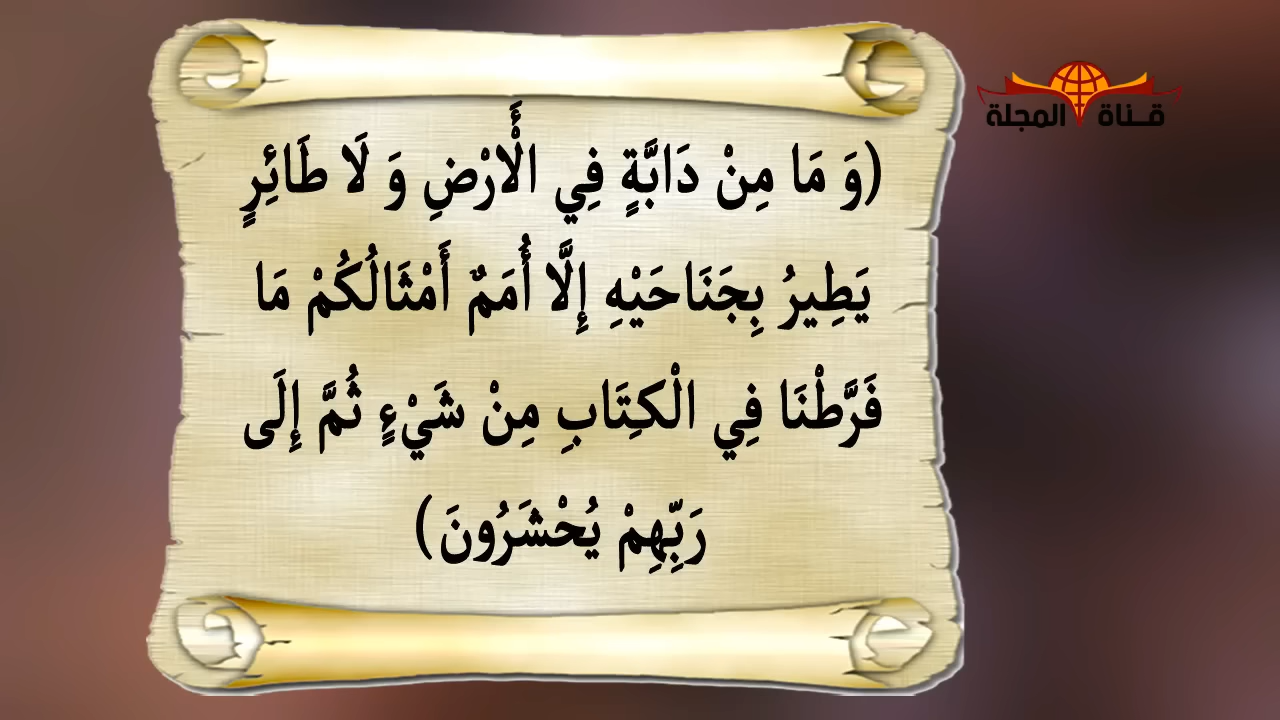 قناة المجلة
(وَ مَا مِنْ دَابَّةٍ فِي الْأَرْضِ وَ لَا طَائِرٍ
يَطِيرُ بِجَنَاحَيْهِ إِلَّا أُمَمٌ أَمْثَالُكُمْ مَا
فَرَّطْنَا فِي الْكِتَابِ مِنْ شَيْءٍ ثُمَّ إِلَى
رَبِّهِمْ يُحْشَرُونَ)